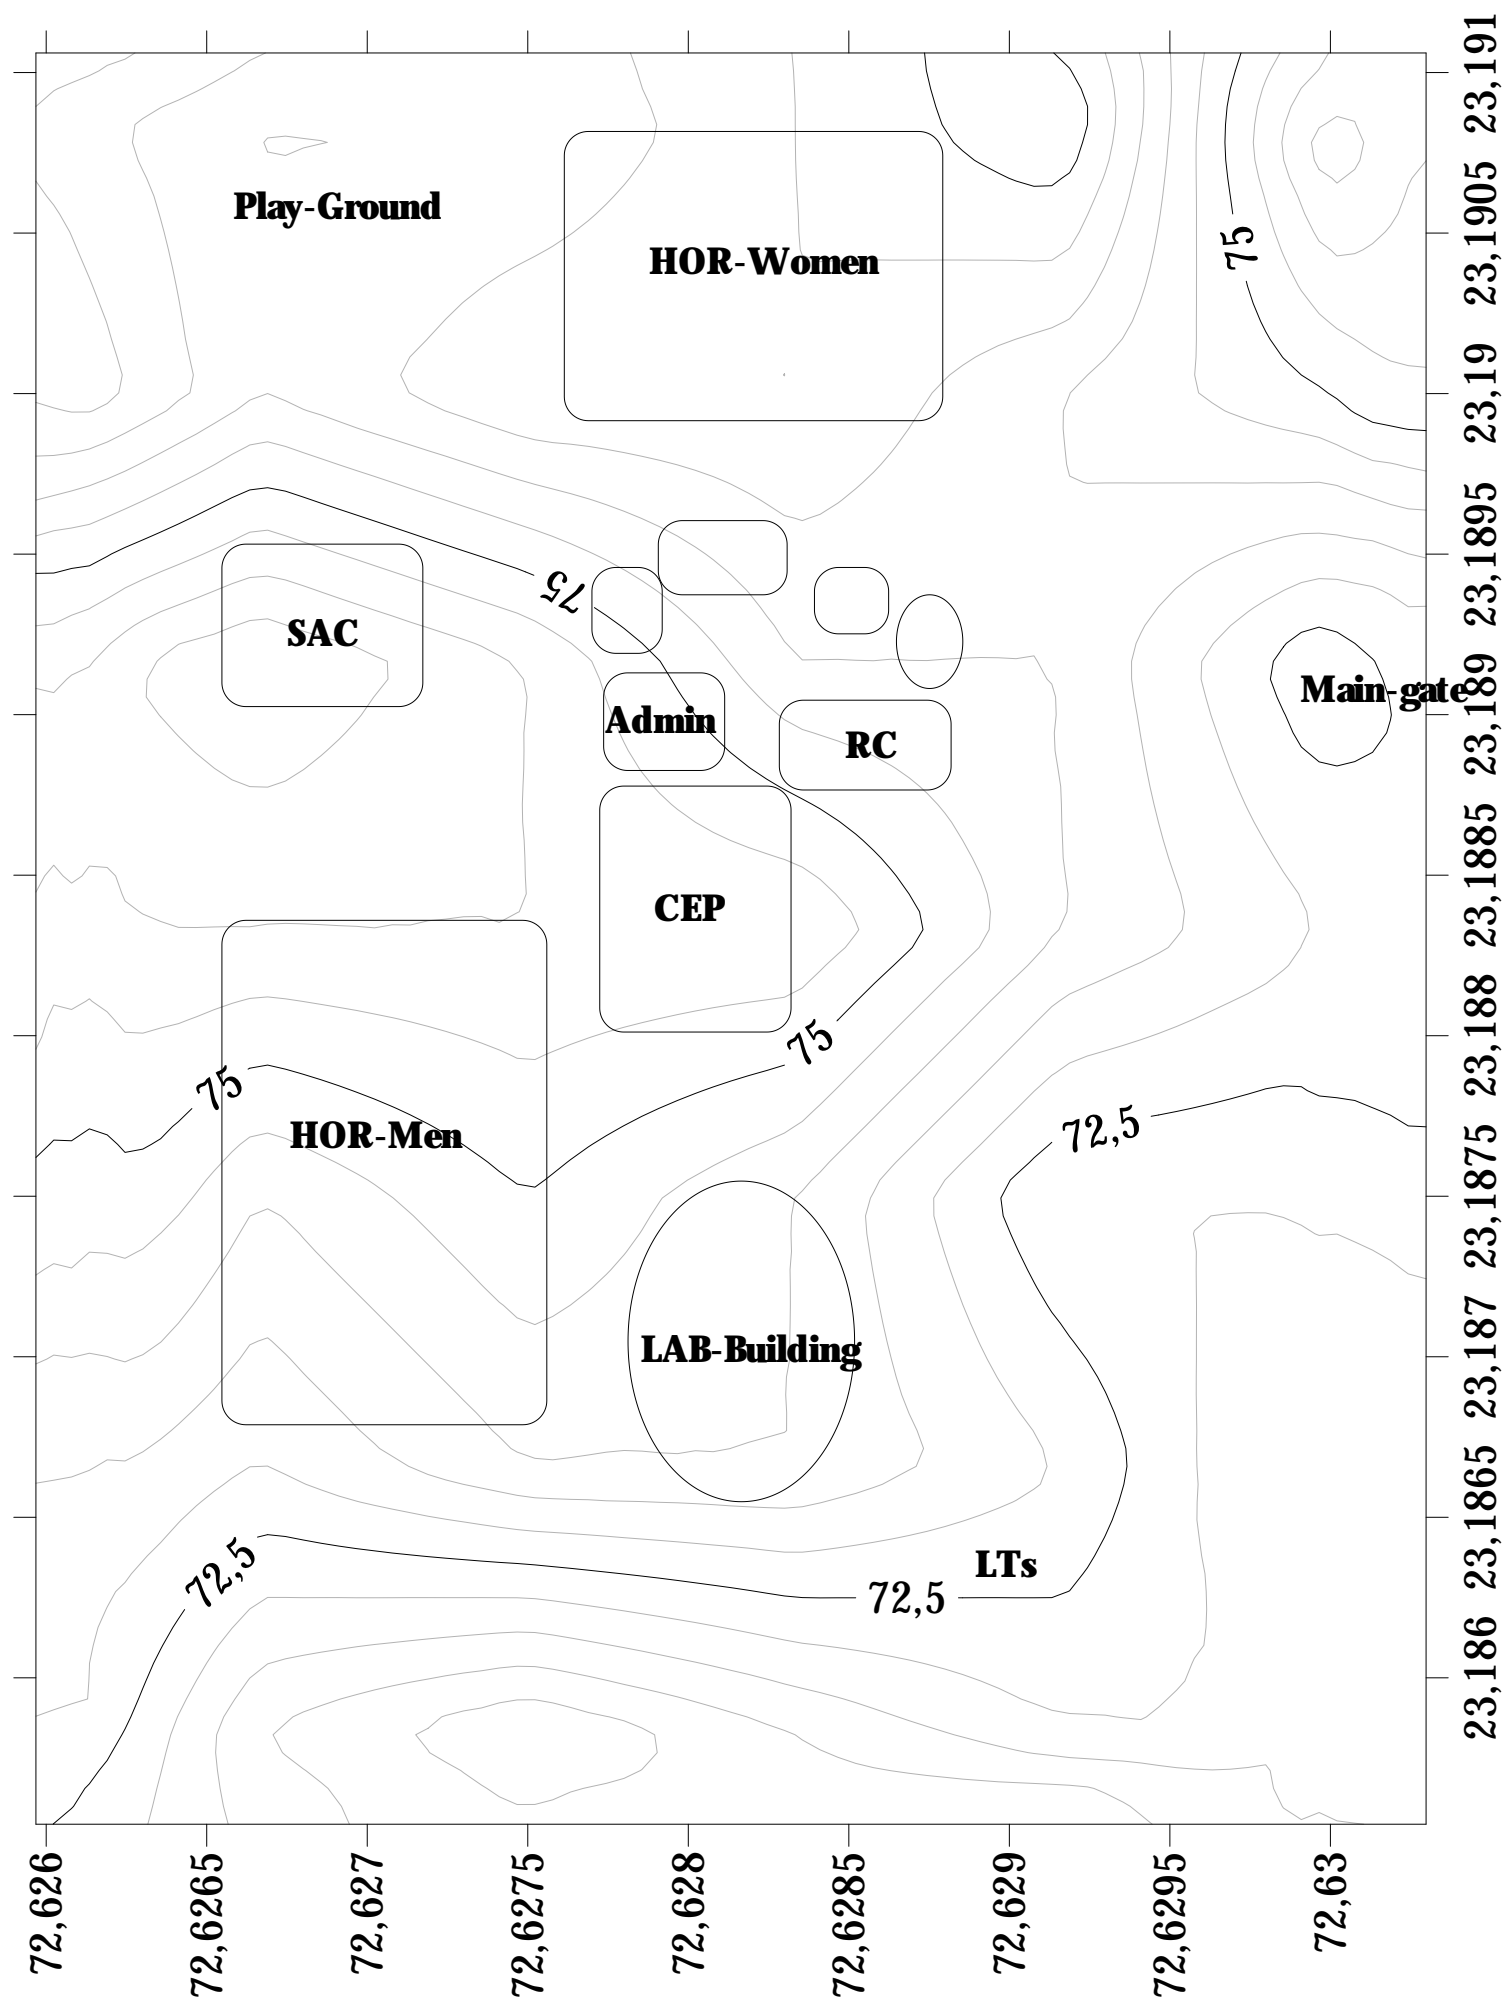 23,191
Play-Ground
23,1905
75
HOR-Women
23,19
23,1895
75
SAC
23,189
Main-gate
Admin
RC
23,1885
CEP
23,188
75
75
72,5
HOR-Men
23,1875
23,187
LAB-Building
23,1865
72,5
LTs
72,5
23,186
72,626
72,6265
72,627
72,6275
72,628
72,6285
72,629
72,6295
72,63